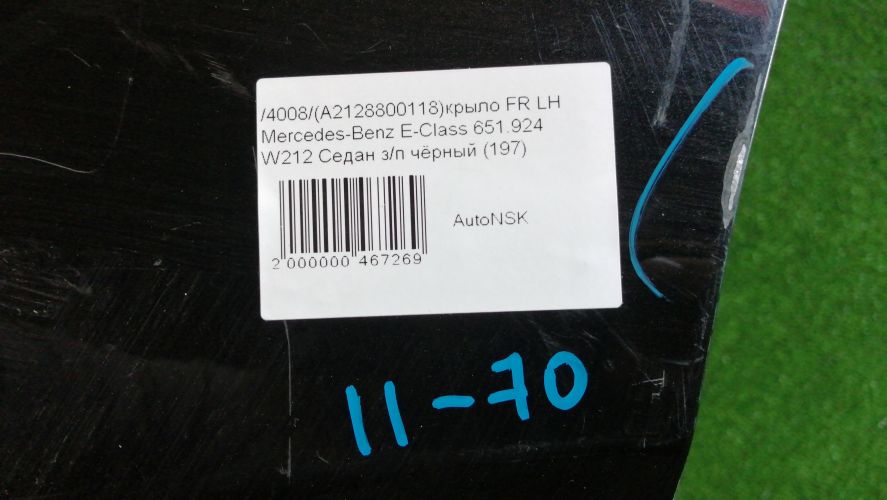 /4008/(A2128800118)крыло FR LH
Mercedes-Benz E-Class 651.924
W212 Седан з/п чёрный (197)
AutoNSK
2 000000 467269
11-70